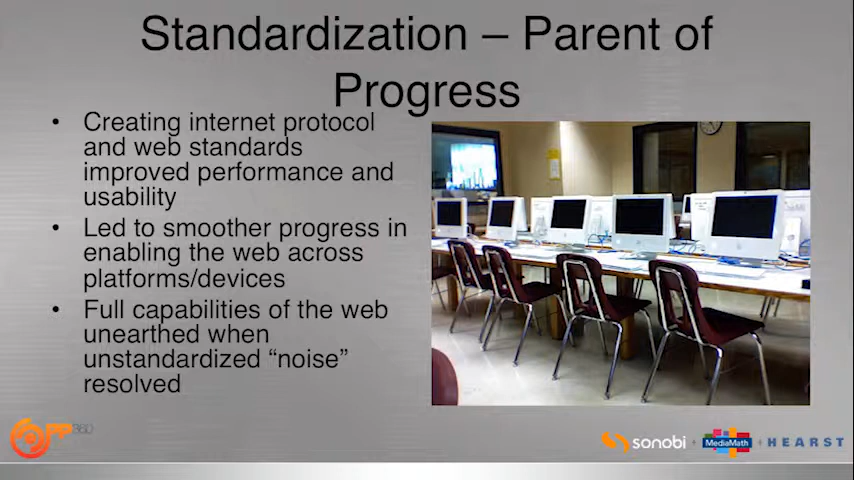 Standardization – Parent of
Progress
• Creating internet protocol
and web standards
improved performance and
usability
• Led to smoother progress in
enabling the web across
platforms/devices
• Full capabilities of the web
unearthed when
unstandardized “noise”
resolved
360
sonobi
MediaMath
HEARST